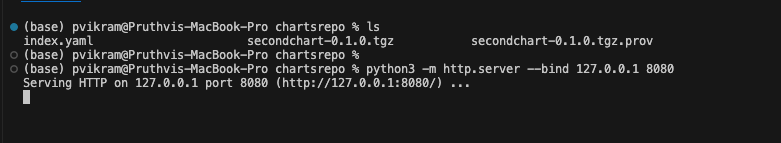 (base) pvikram@Pruthvis-MacBook-Pro chartsrepo % ls
index.yaml secondchart-0.1.0.tgz secondchart-0.1.0.tgz.prov
(base) pvikram@Pruthvis-MacBook-Pro chartsrepo %
(base) pvikram@Pruthvis-MacBook-Pro chartsrepo % python3 -m http.server --bind 127.0.0.1 8080
Serving HTTP on 127.0.0.1 port 8080 (http://127.0.0.1:8080/) ...